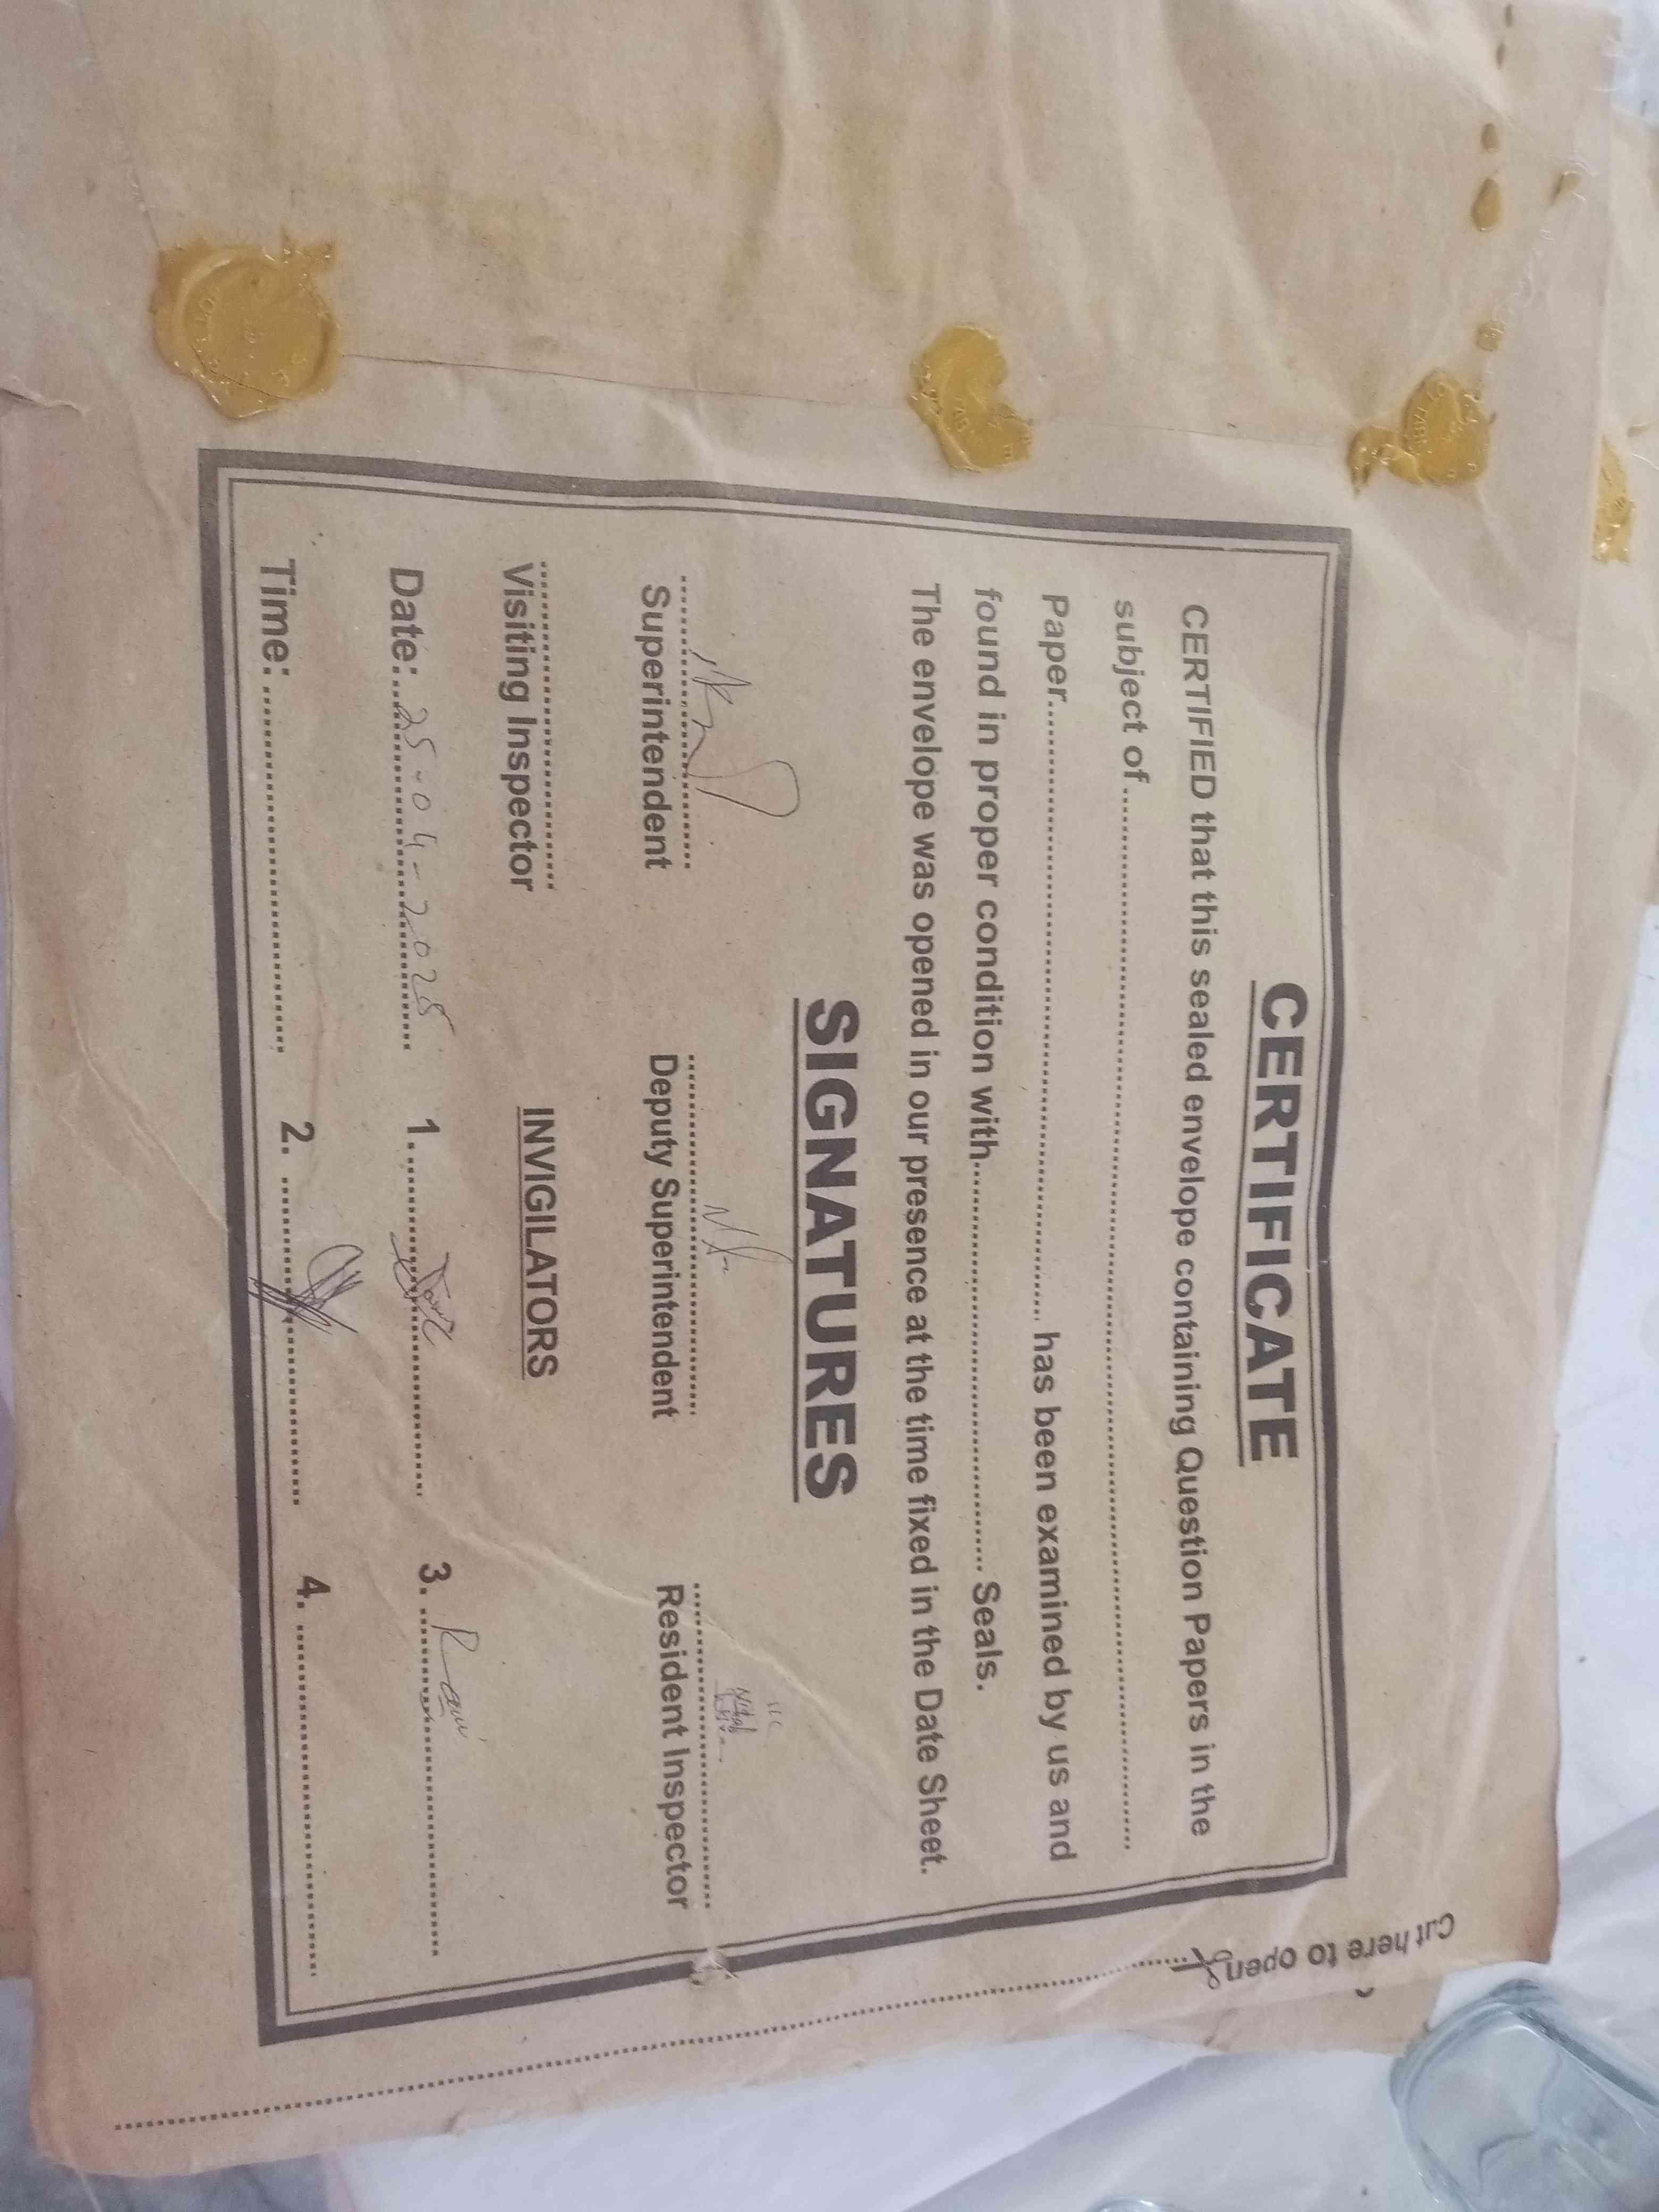 CERTIFICATE
CERTIFIED that this sealed envelope containing Question Papers in the
subject of................................................................
Paper................................................ has been examined by us and
found in proper condition with................................ Seals.
The envelope was opened in our presence at the time fixed in the Date Sheet.
SIGNATURES
Superintendent Deputy Superintendent Resident Inspector
Visiting Inspector INVIGILATORS
Date: 25-04-2025 1. 3.
Time: 2. 4.
Cut here to open